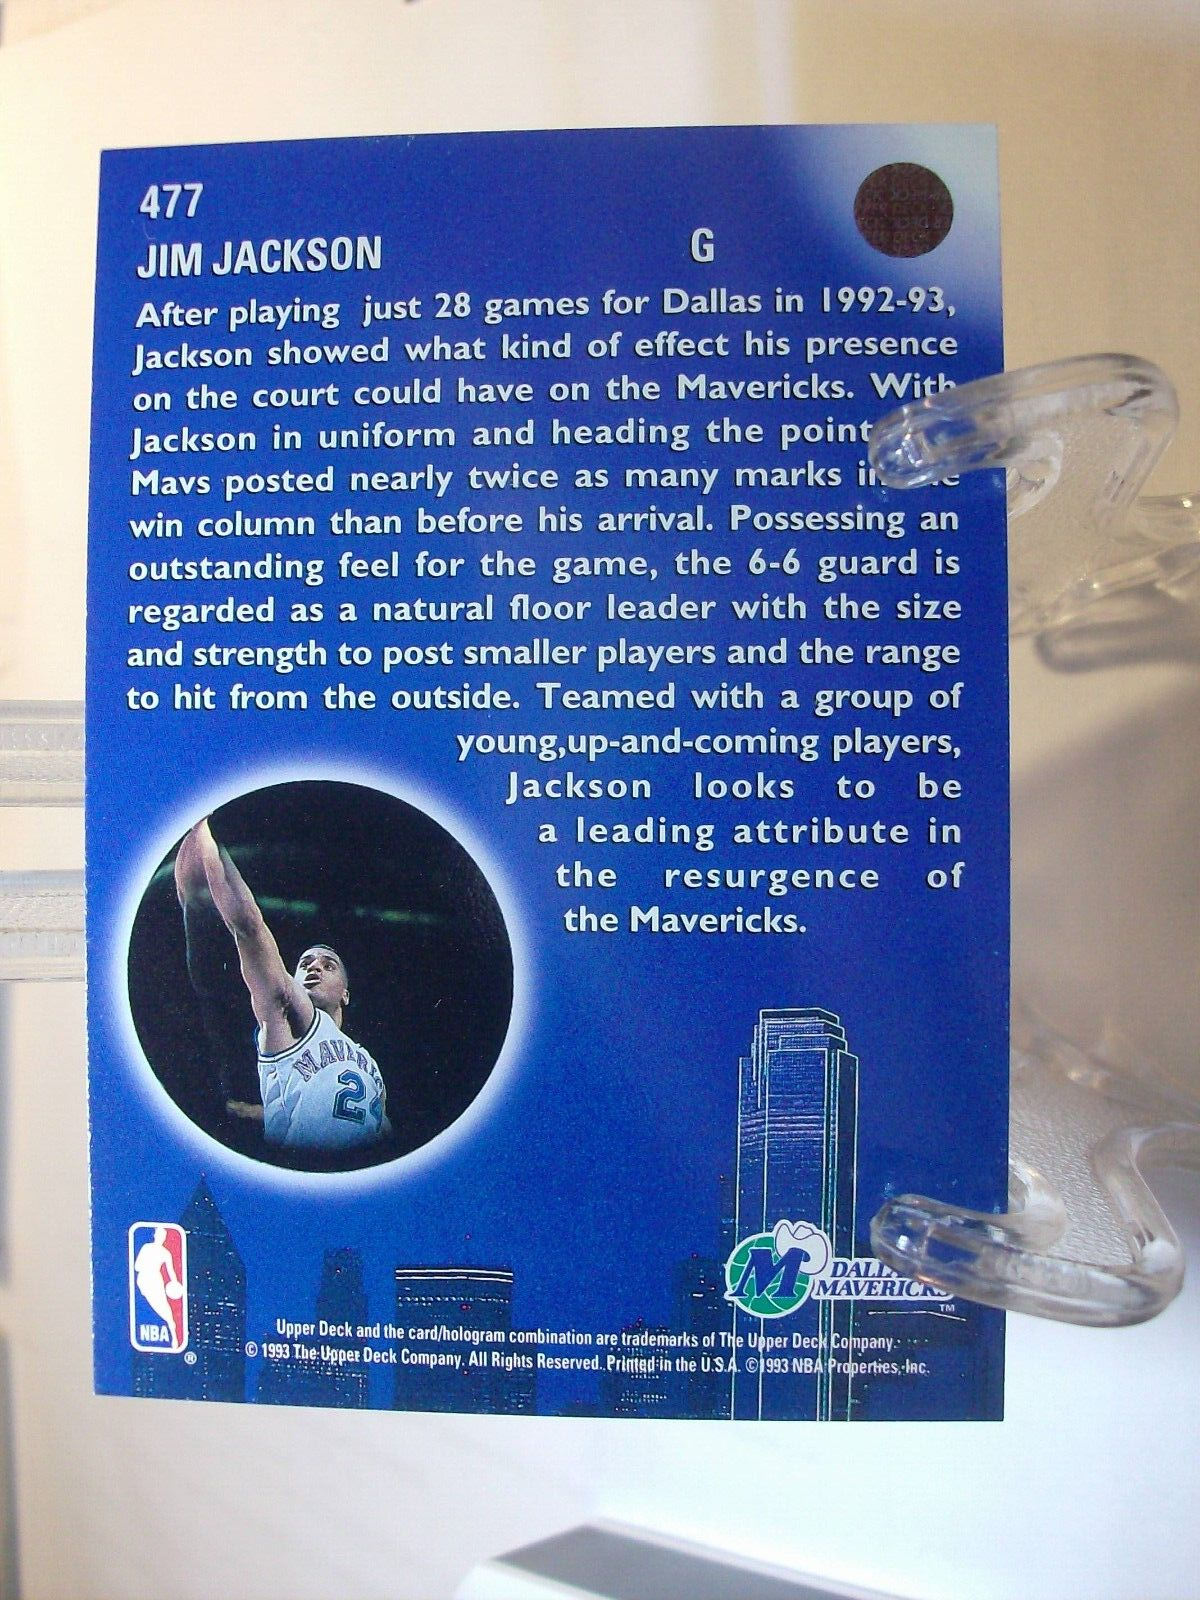 477
JIM JACKSON G
After playing just 28 games for Dallas in 1992-93,
Jackson showed what kind of effect his presence
on the court could have on the Mavericks. With
Jackson in uniform and heading the point
Mavs posted nearly twice as many marks
win column than before his arrival. Possessing an
outstanding feel for the game, the 6-6 guard is
regarded as a natural floor leader with the size
and strength to post smaller players and the range
to hit from the outside. Teamed with a group of
young,up-and-coming players,
Jackson looks to be
a leading attribute in
the resurgence of
the Mavericks.
MAVERI
2
M
DALLAS
MAVERICKS
TM
NBA
®
Upper Deck and the card/hologram combination are trademarks of The Upper Deck Company.
© 1993 The Upper Deck Company. All Rights Reserved. Printed in the U.S.A. ©1993 NBA Properties, Inc.